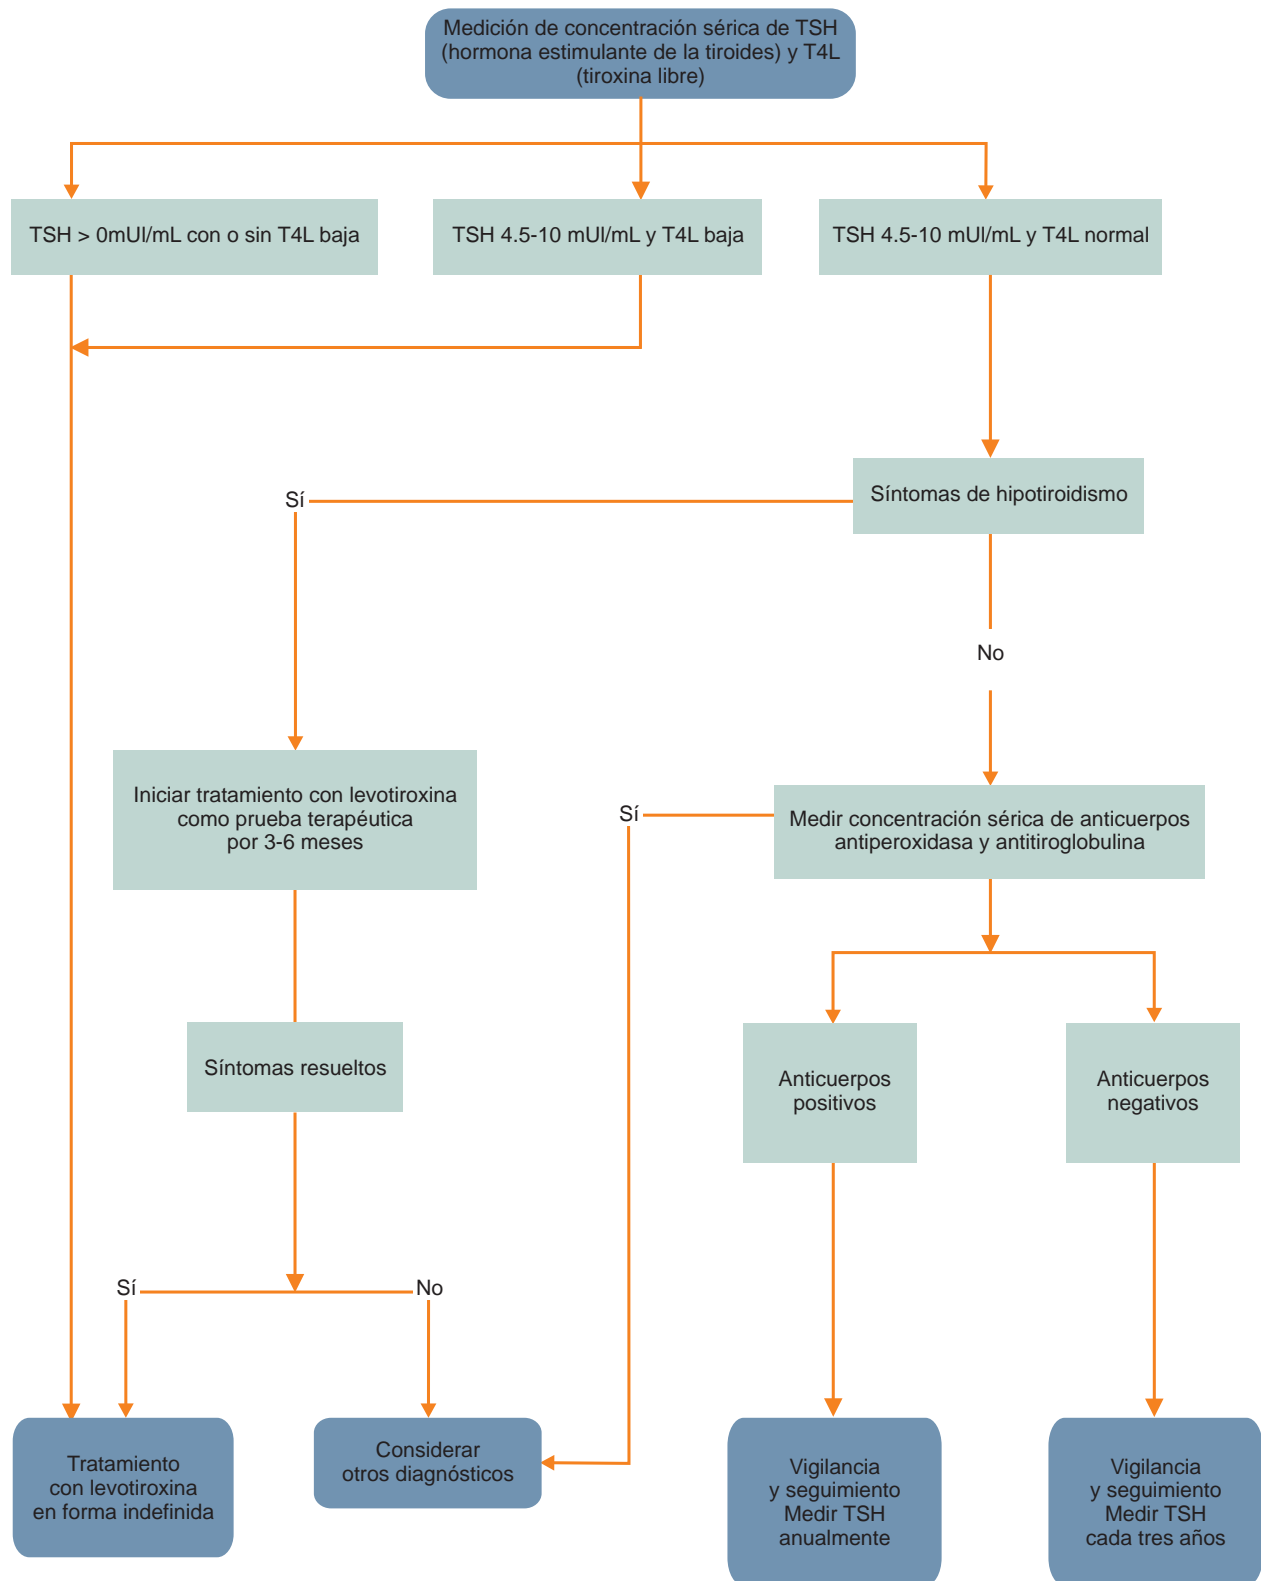 Medición de concentración sérica de TSH
(hormona estimulante de la tiroides) y T4L
(tiroxina libre)
TSH > 0mUI/mL con o sin T4L baja
TSH 4.5-10 mUI/mL y T4L baja
TSH 4.5-10 mUI/mL y T4L normal
Síntomas de hipotiroidismo
Sí
No
Iniciar tratamiento con levotiroxina
como prueba terapéutica
por 3-6 meses
Sí
Medir concentración sérica de anticuerpos
antiperoxidasa y antitiroglobulina
Síntomas resueltos
Anticuerpos
positivos
Anticuerpos
negativos
Sí
No
Tratamiento
con levotiroxina
en forma indefinida
Considerar
otros diagnósticos
Vigilancia
y seguimiento
Medir TSH
anualmente
Vigilancia
y seguimiento
Medir TSH
cada tres años